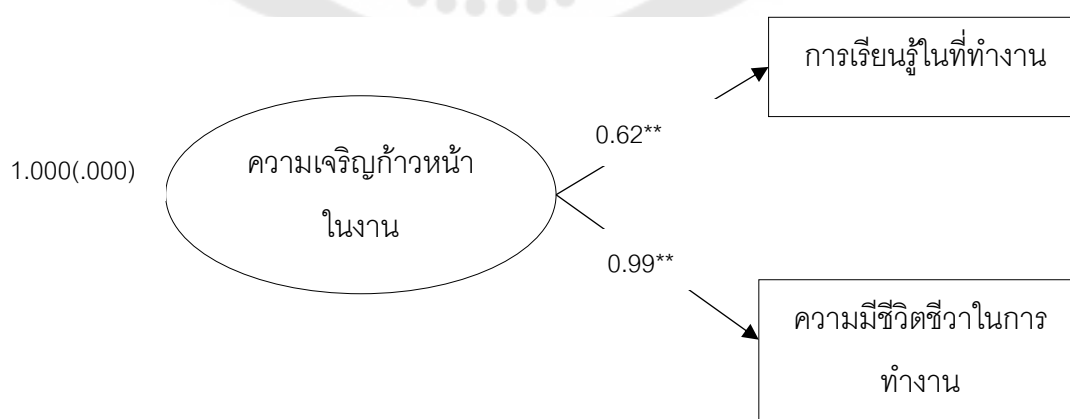 การเรียนรู้ในที่ทำงาน
0.62**
1.000(.000)
ความเจริญก้าวหน้า
ในงาน
0.99**
ความมีชีวิตชีวาในการ
ทำงาน